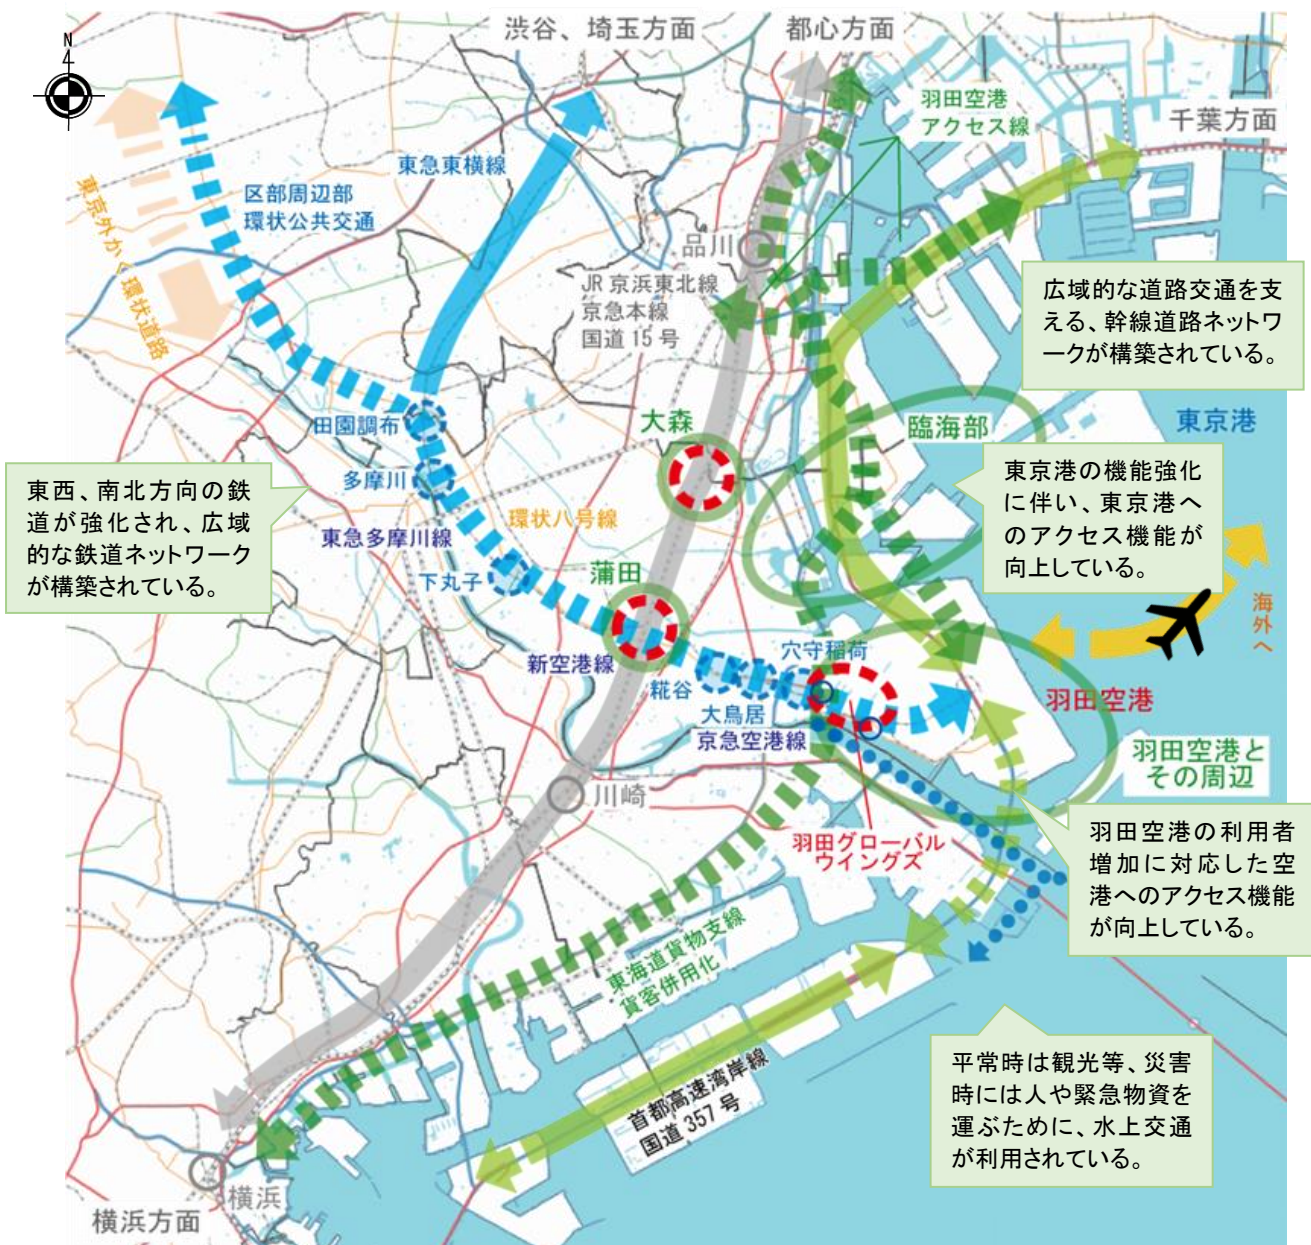 渋谷、埼玉方面
都心方面
N
羽田空港
アクセス線
千葉方面
東急東横線
区部周辺部
環状公共交通
東京外かく環状道路
品川
JR京浜東北線
京急本線
国道15号
広域的な道路交通を支
える、幹線道路ネットワ
ークが構築されている。
大森
田園調布
臨海部
東京港
東西、南北方向の鉄
道が強化され、広域
的な鉄道ネットワーク
が構築されている。
多摩川
環状八号線
東急多摩川線
東京港の機能強化
に伴い、東京港へ
のアクセス機能が
向上している。
下丸子
蒲田
海外へ
新空港線
穴守稲荷
糀谷
大鳥居
京急空港線
羽田空港
羽田空港と
その周辺
川崎
羽田グローバル
ウイングズ
羽田空港の利用者
増加に対応した空
港へのアクセス機能
が向上している。
東海道貨物支線
貨客併用化
首都高速湾岸線
国道357号
平常時は観光等、災害
時には人や緊急物資を
運ぶために、水上交通
が利用されている。
横浜
横浜方面